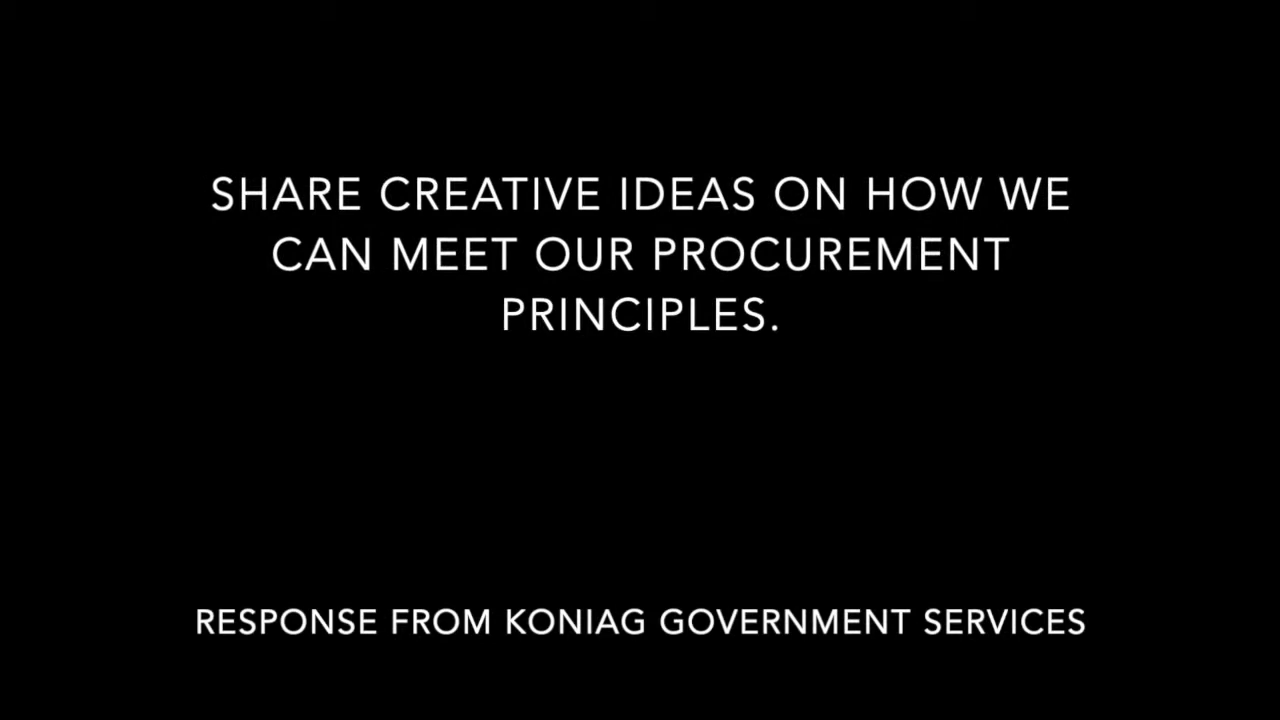 SHARE CREATIVE IDEAS ON HOW WE
CAN MEET OUR PROCUREMENT
PRINCIPLES.
RESPONSE FROM KONIAG GOVERNMENT SERVICES